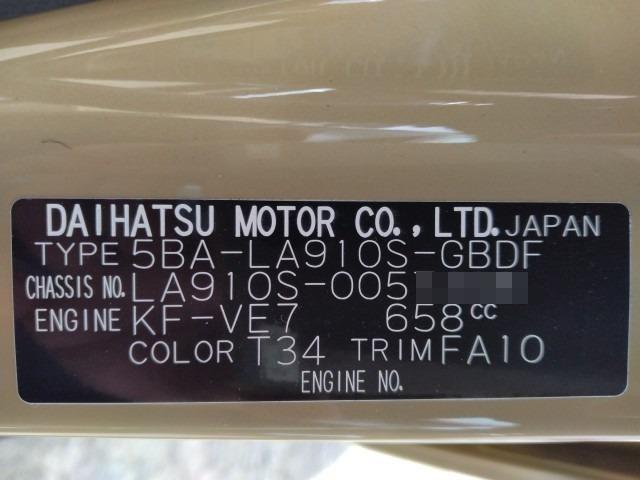 DAIHATSU MOTOR CO., LTD. JAPAN
TYPE 5BA-LA910S-GBDF
CHASSIS NO. LA910S-005
ENGINE KF-VE7 658CC
COLOR T34 TRIM FA10
ENGINE NO.